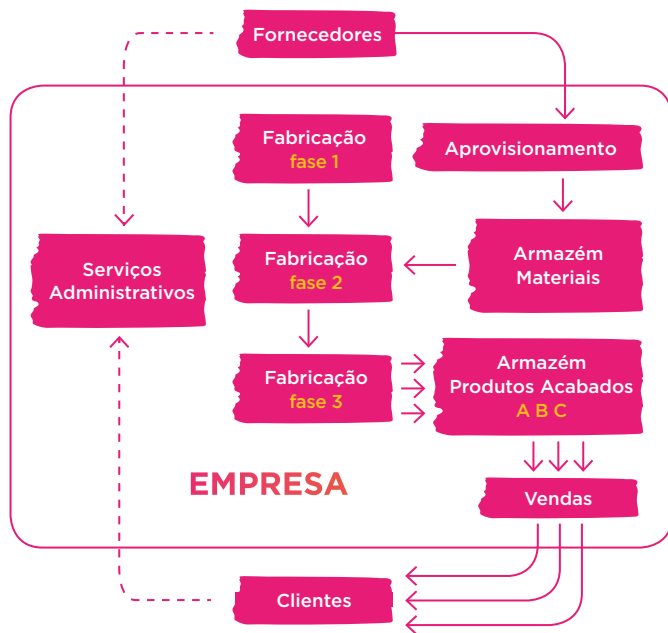 Fornecedores
Fabricação
fase 1
Aprovisionamento
Serviços
Administrativos
Fabricação
fase 2
Armazém
Materiais
Fabricação
fase 3
Armazém
Produtos Acabados
A B C
EMPRESA
Vendas
Clientes